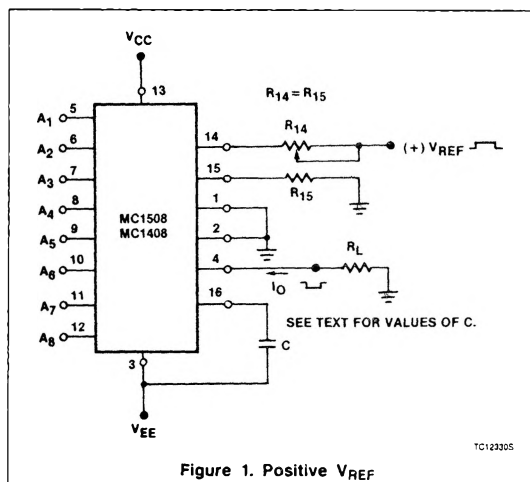 VCC
13
R14 = R15
A1 5
14
R14
(+) VREF
A2 6
A3 7
15
R15
A4 8
MC1508
MC1408
1
A5 9
2
RL
A6 10
4
IO
A7 11
16
SEE TEXT FOR VALUES OF C.
A8 12
C
3
VEE
TC12330S
Figure 1. Positive VREF